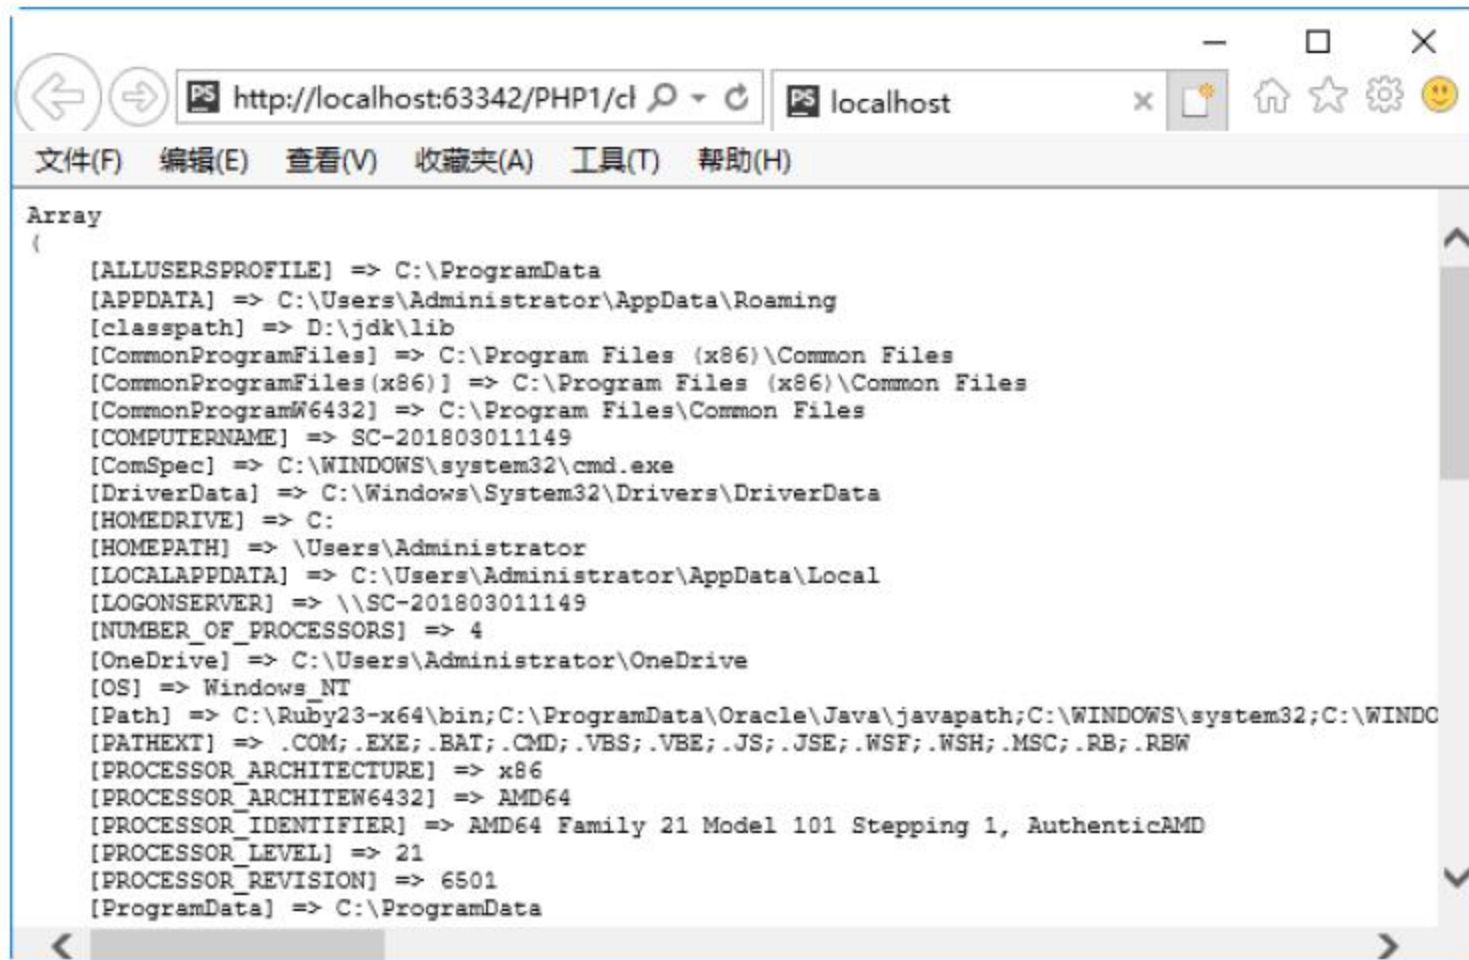 http://localhost:63342/PHP1/cl
localhost
文件(F) 编辑(E) 查看(V) 收藏夹(A) 工具(T) 帮助(H)
Array
(
[ALLUSERSPROFILE] => C:\ProgramData
[APPDATA] => C:\Users\Administrator\AppData\Roaming
[classpath] => D:\jdk\lib
[CommonProgramFiles] => C:\Program Files (x86)\Common Files
[CommonProgramFiles(x86)] => C:\Program Files (x86)\Common Files
[CommonProgramW6432] => C:\Program Files\Common Files
[COMPUTERNAME] => SC-201803011149
[ComSpec] => C:\WINDOWS\system32\cmd.exe
[DriverData] => C:\Windows\System32\Drivers\DriverData
[HOMEDRIVE] => C:
[HOMEPATH] => \Users\Administrator
[LOCALAPPDATA] => C:\Users\Administrator\AppData\Local
[LOGONSERVER] => \\SC-201803011149
[NUMBER_OF_PROCESSORS] => 4
[OneDrive] => C:\Users\Administrator\OneDrive
[OS] => Windows_NT
[Path] => C:\Ruby23-x64\bin;C:\ProgramData\Oracle\Java\javapath;C:\WINDOWS\system32;C:\WINDO
[PATHEXT] => .COM;.EXE;.BAT;.CMD;.VBS;.VBE;.JS;.JSE;.WSF;.WSH;.MSC;.RB;.RBW
[PROCESSOR_ARCHITECTURE] => x86
[PROCESSOR_ARCHITEW6432] => AMD64
[PROCESSOR_IDENTIFIER] => AMD64 Family 21 Model 101 Stepping 1, AuthenticAMD
[PROCESSOR_LEVEL] => 21
[PROCESSOR_REVISION] => 6501
[ProgramData] => C:\ProgramData